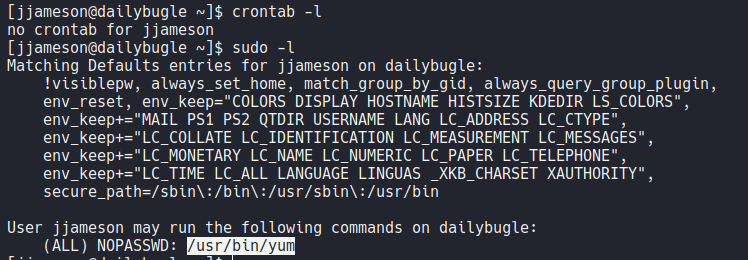 [jjameson@dailybugle ~]$ crontab -l
no crontab for jjameson
[jjameson@dailybugle ~]$ sudo -l
Matching Defaults entries for jjameson on dailybugle:
    !visiblepw, always_set_home, match_group_by_gid, always_query_group_plugin,
    env_reset, env_keep="COLORS DISPLAY HOSTNAME HISTSIZE KDEDIR LS_COLORS",
    env_keep+="MAIL PS1 PS2 QTDIR USERNAME LANG LC_ADDRESS LC_CTYPE",
    env_keep+="LC_COLLATE LC_IDENTIFICATION LC_MEASUREMENT LC_MESSAGES",
    env_keep+="LC_MONETARY LC_NAME LC_NUMERIC LC_PAPER LC_TELEPHONE",
    env_keep+="LC_TIME LC_ALL LANGUAGE LINGUAS _XKB_CHARSET XAUTHORITY",
    secure_path=/sbin\:/bin\:/usr/sbin\:/usr/bin

User jjameson may run the following commands on dailybugle:
    (ALL) NOPASSWD: /usr/bin/yum
[jjameson@dailybugle ~]$